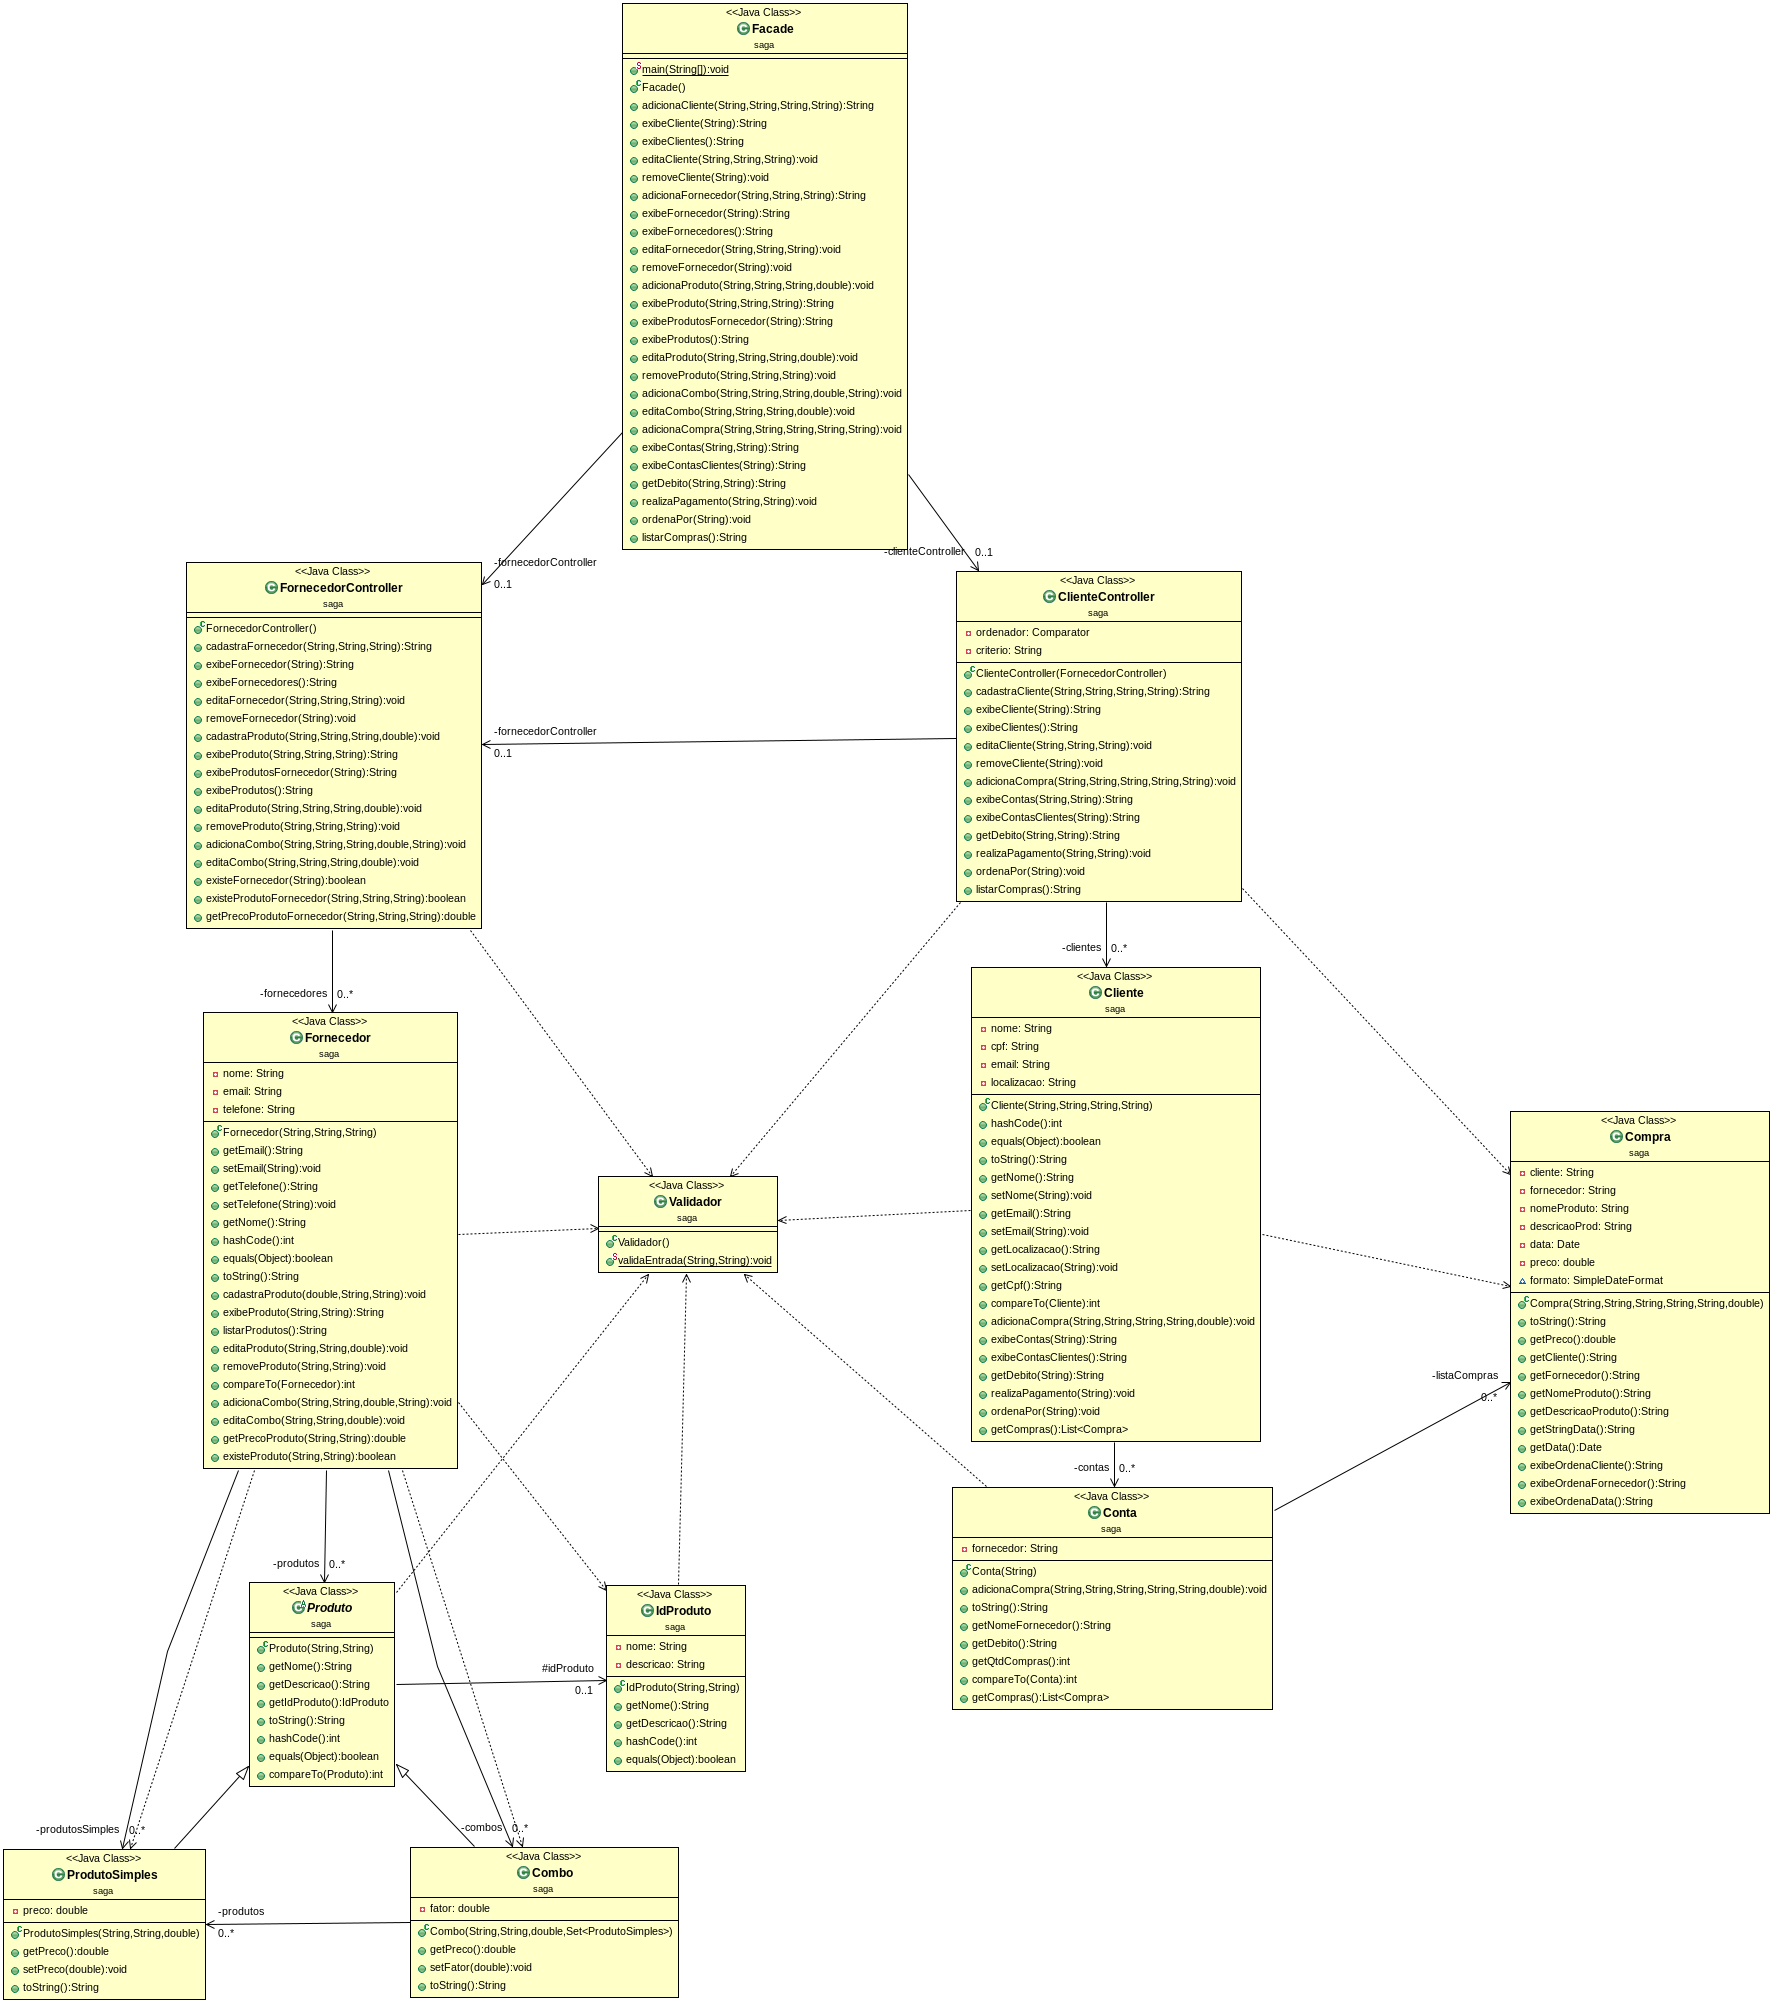 <<Java Class>>
Facade
saga
main(String[]):void
Facade()
adicionaCliente(String,String,String,String):String
exibeCliente(String):String
exibeClientes():String
editaCliente(String,String,String):void
removeCliente(String):void
adicionaFornecedor(String,String,String):String
exibeFornecedor(String):String
exibeFornecedores():String
editaFornecedor(String,String,String):void
removeFornecedor(String):void
adicionaProduto(String,String,String,double):void
exibeProduto(String,String,String):String
exibeProdutosFornecedor(String):String
exibeProdutos():String
editaProduto(String,String,String,double):void
removeProduto(String,String,String):void
adicionaCombo(String,String,String,double,String):void
editaCombo(String,String,String,double):void
adicionaCompra(String,String,String,String,String):void
exibeContas(String,String):String
exibeContasClientes(String):String
getDebito(String,String):String
realizaPagamento(String,String):void
ordenaPor(String):void
listarCompras():String
-fornecedorController
0..1
-clienteController
0..1
<<Java Class>>
FornecedorController
saga
FornecedorController()
cadastraFornecedor(String,String,String):String
exibeFornecedor(String):String
exibeFornecedores():String
editaFornecedor(String,String,String):void
removeFornecedor(String):void
cadastraProduto(String,String,String,double):void
exibeProduto(String,String,String):String
exibeProdutosFornecedor(String):String
exibeProdutos():String
editaProduto(String,String,String,double):void
removeProduto(String,String,String):void
adicionaCombo(String,String,String,double,String):void
editaCombo(String,String,String,double):void
existeFornecedor(String):boolean
existeProdutoFornecedor(String,String,String):boolean
getPrecoProdutoFornecedor(String,String,String):double
<<Java Class>>
ClienteController
saga
ordenador: Comparator
criterio: String
ClienteController(FornecedorController)
cadastraCliente(String,String,String,String):String
exibeCliente(String):String
exibeClientes():String
editaCliente(String,String,String):void
removeCliente(String):void
adicionaCompra(String,String,String,String,String):void
exibeContas(String,String):String
exibeContasClientes(String):String
getDebito(String,String):String
realizaPagamento(String,String):void
ordenaPor(String):void
listarCompras():String
-fornecedorController
0..1
-fornecedores
0..*
-clientes
0..*
<<Java Class>>
Fornecedor
saga
nome: String
email: String
telefone: String
Fornecedor(String,String,String)
getEmail():String
setEmail(String):void
getTelefone():String
setTelefone(String):void
getNome():String
hashCode():int
equals(Object):boolean
toString():String
cadastraProduto(double,String,String):void
exibeProduto(String,String):String
listarProdutos():String
editaProduto(String,String,double):void
removeProduto(String,String):void
compareTo(Fornecedor):int
adicionaCombo(String,String,double,String):void
editaCombo(String,String,double):void
getPrecoProduto(String,String):double
existeProduto(String,String):boolean
<<Java Class>>
Validador
saga
Validador()
validaEntrada(String,String):void
<<Java Class>>
Cliente
saga
nome: String
cpf: String
email: String
localizacao: String
Cliente(String,String,String,String)
hashCode():int
equals(Object):boolean
toString():String
getNome():String
setNome(String):void
getEmail():String
setEmail(String):void
getLocalizacao():String
setLocalizacao(String):void
getCpf():String
compareTo(Cliente):int
adicionaCompra(String,String,String,String,double):void
exibeContas(String):String
exibeContasClientes():String
getDebito(String):String
realizaPagamento(String):void
ordenaPor(String):void
getCompras():List<Compra>
<<Java Class>>
Compra
saga
cliente: String
fornecedor: String
nomeProduto: String
descricaoProd: String
data: Date
preco: double
formato: SimpleDateFormat
Compra(String,String,String,String,String,double)
toString():String
getPreco():double
getCliente():String
getFornecedor():String
getNomeProduto():String
getDescricaoProduto():String
getStringData():String
getData():Date
exibeOrdenaCliente():String
exibeOrdenaFornecedor():String
exibeOrdenaData():String
-listaCompras
0..*
-contas
0..*
<<Java Class>>
Conta
saga
fornecedor: String
Conta(String)
adicionaCompra(String,String,String,String,String,double):void
toString():String
getNomeFornecedor():String
getDebito():String
getQtdCompras():int
compareTo(Conta):int
getCompras():List<Compra>
-produtos
0..*
<<Java Class>>
Produto
saga
Produto(String,String)
getNome():String
getDescricao():String
getIdProduto():IdProduto
toString():String
hashCode():int
equals(Object):boolean
compareTo(Produto):int
#idProduto
0..1
<<Java Class>>
IdProduto
saga
nome: String
descricao: String
IdProduto(String,String)
getNome():String
getDescricao():String
hashCode():int
equals(Object):boolean
-produtosSimples
0..*
-combos
0..*
<<Java Class>>
ProdutoSimples
saga
preco: double
ProdutoSimples(String,String,double)
getPreco():double
setPreco(double):void
toString():String
-produtos
0..*
<<Java Class>>
Combo
saga
fator: double
Combo(String,String,double,Set<ProdutoSimples>)
getPreco():double
setFator(double):void
toString():String